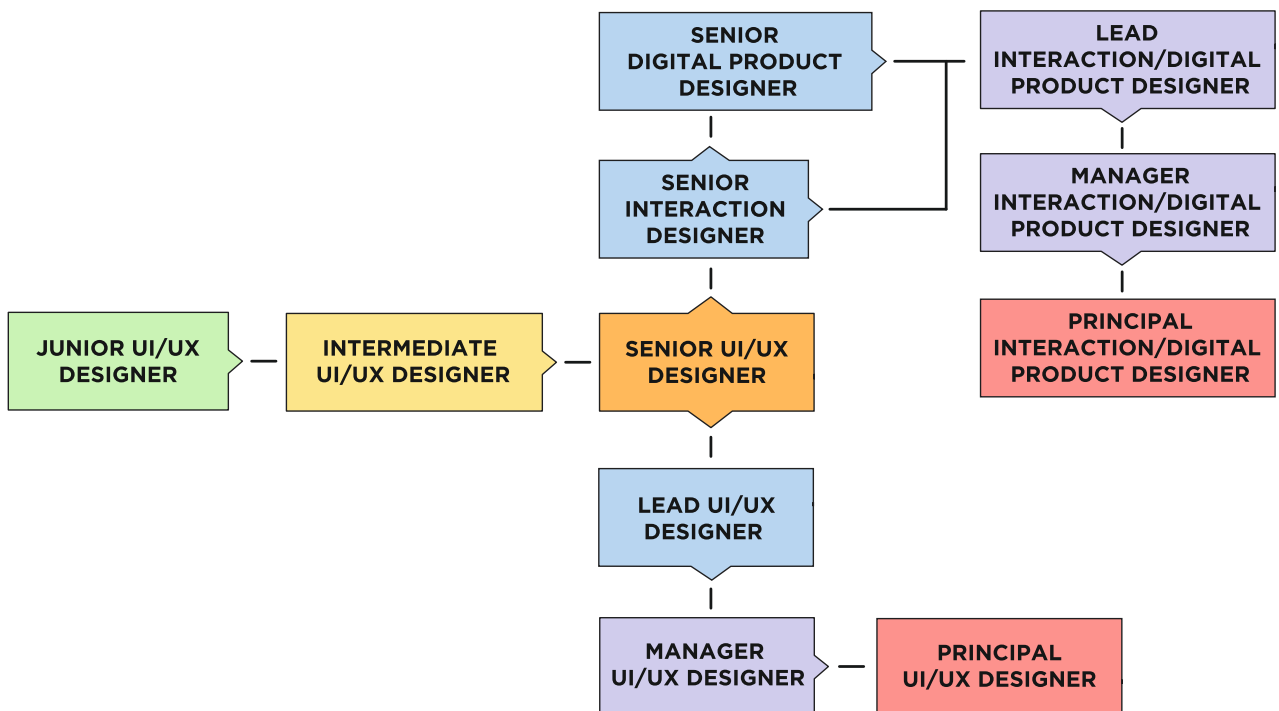 SENIOR
DIGITAL PRODUCT
DESIGNER
LEAD
INTERACTION/DIGITAL
PRODUCT DESIGNER
SENIOR
INTERACTION
DESIGNER
MANAGER
INTERACTION/DIGITAL
PRODUCT DESIGNER
JUNIOR UI/UX
DESIGNER
INTERMEDIATE
UI/UX DESIGNER
SENIOR UI/UX
DESIGNER
PRINCIPAL
INTERACTION/DIGITAL
PRODUCT DESIGNER
LEAD UI/UX
DESIGNER
MANAGER
UI/UX DESIGNER
PRINCIPAL
UI/UX DESIGNER